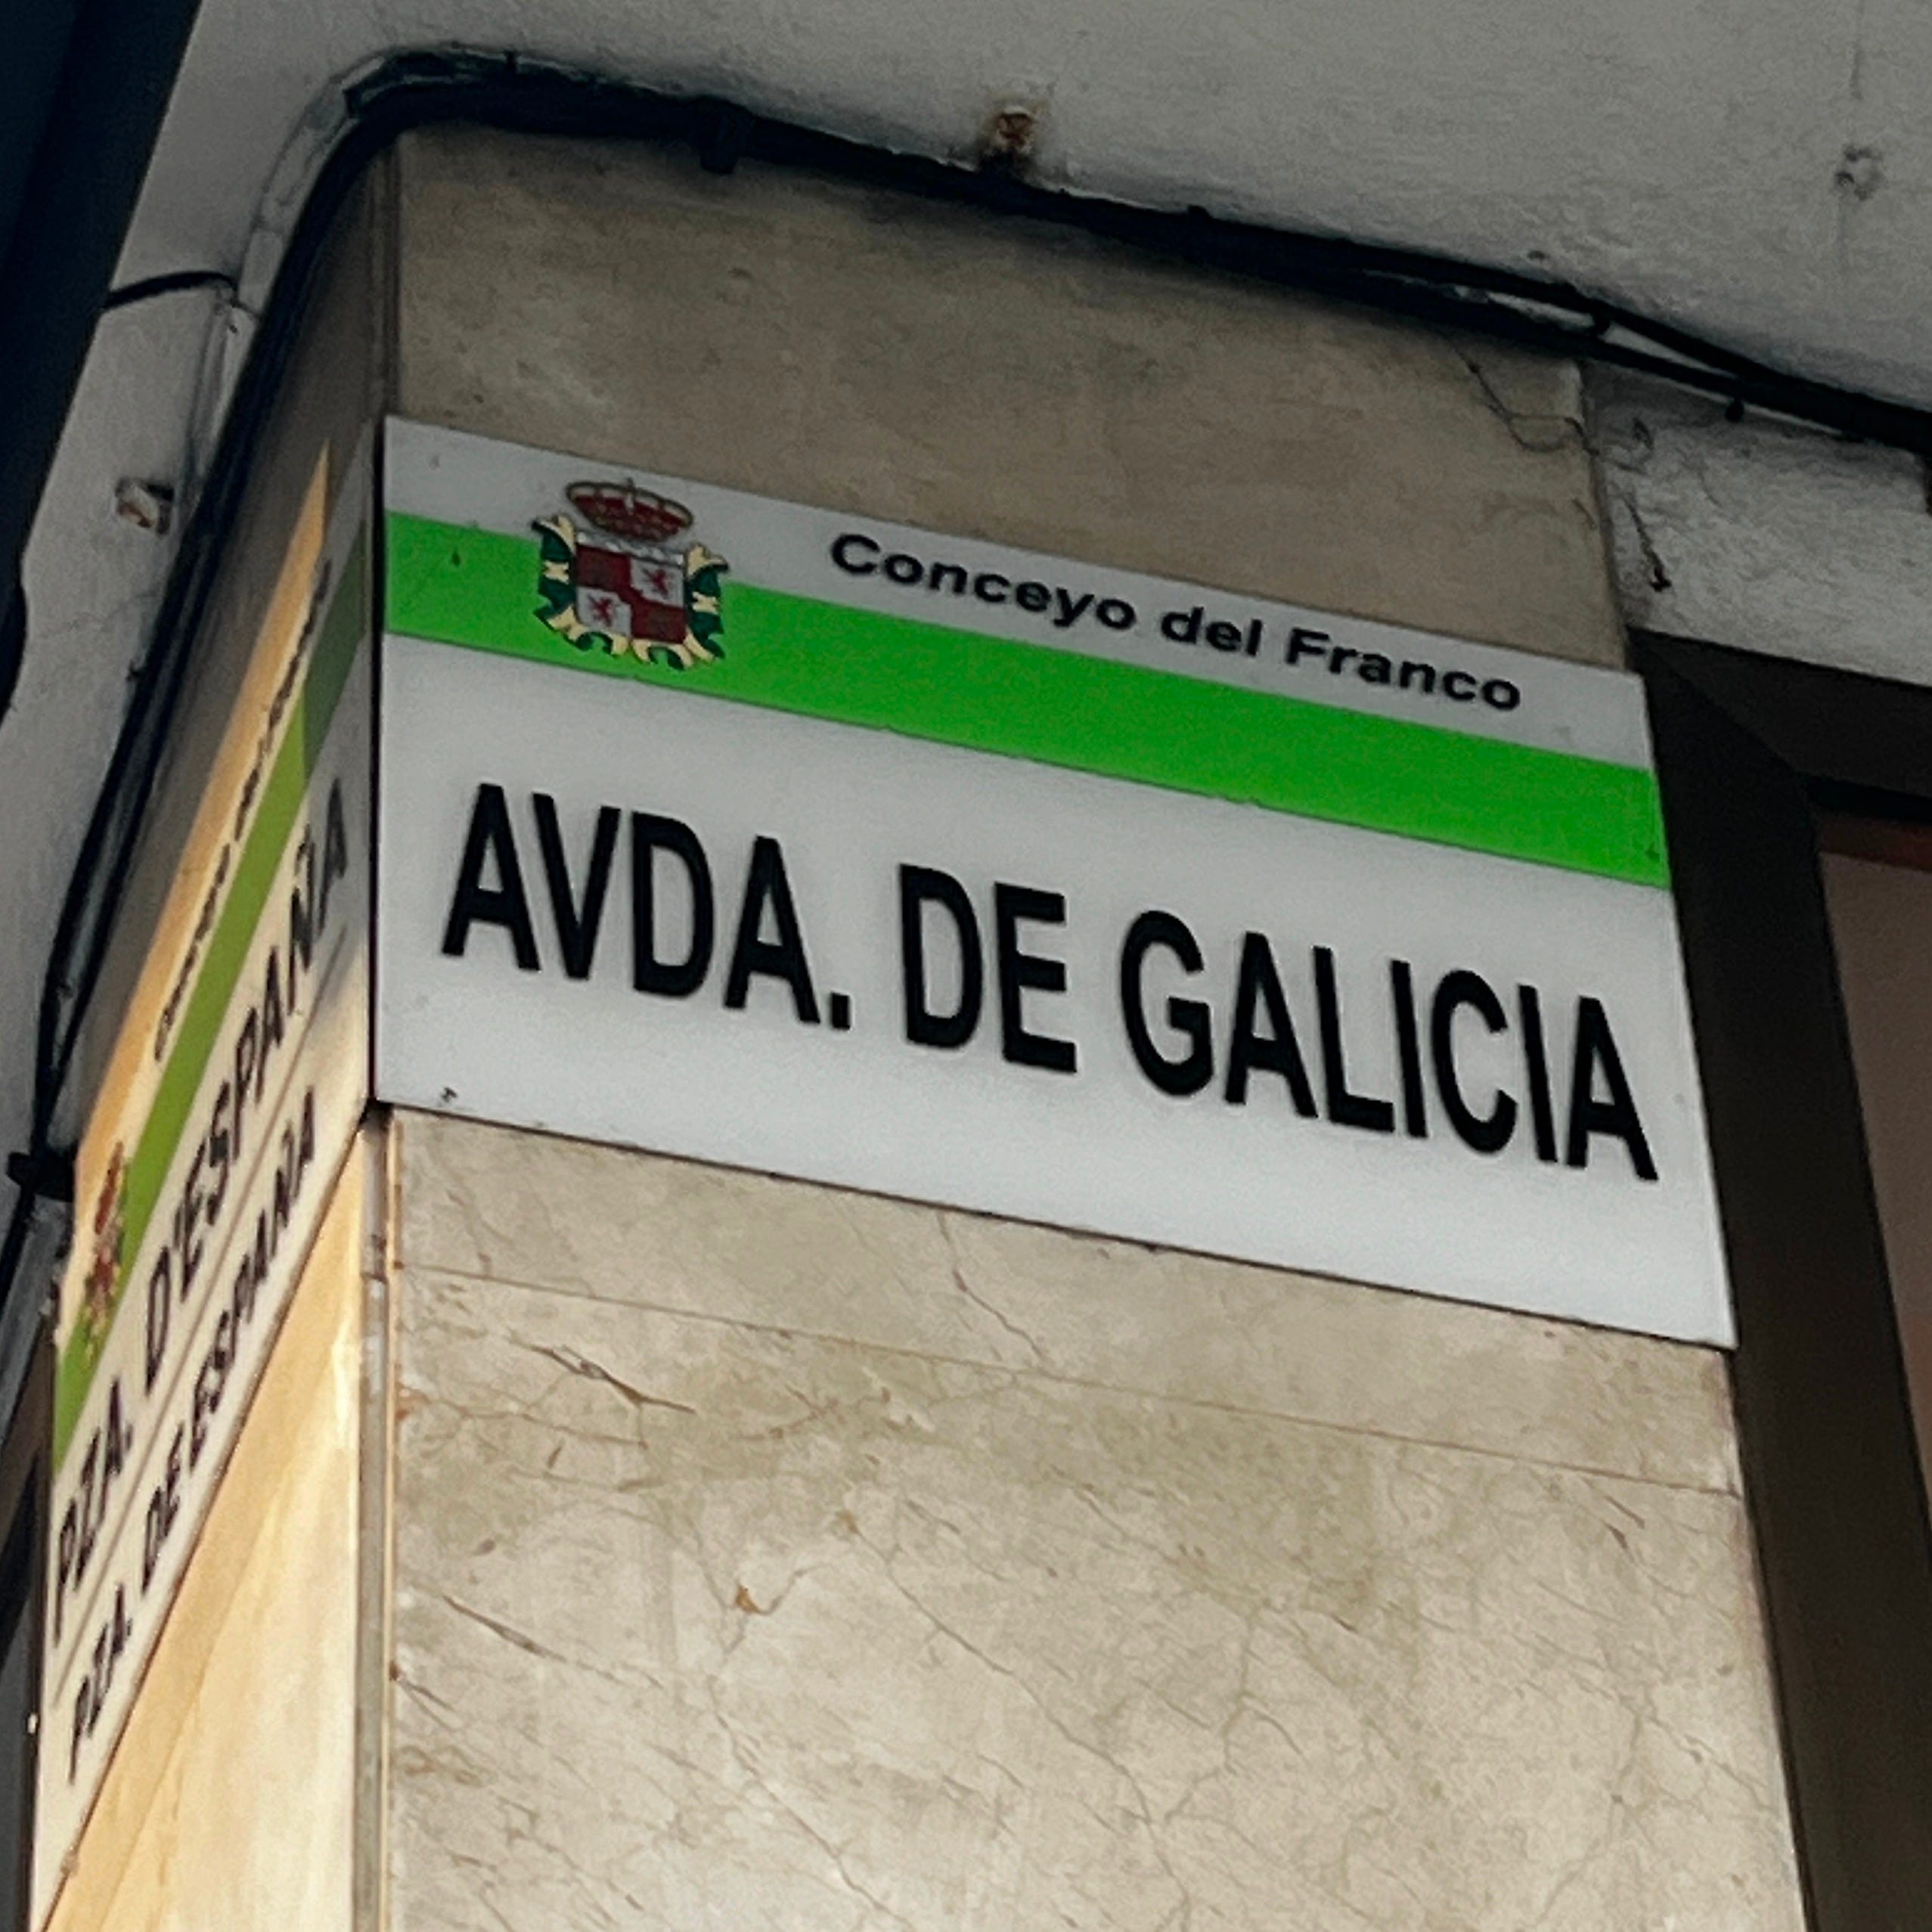 Conceyo del Franco
AVDA. DE GALICIA
PZA. D'ESPAÑA
PZA. DE ESPAÑA